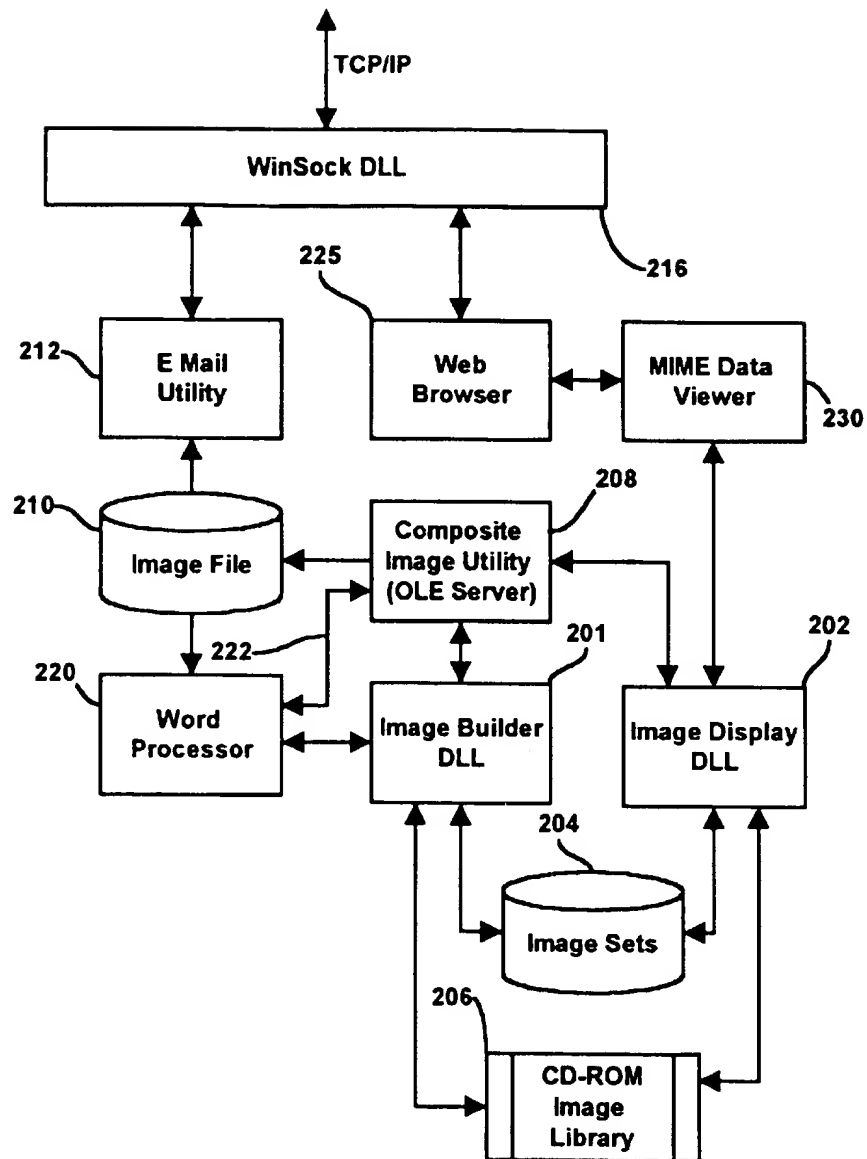 TCP/IP
WinSock DLL
216
225
212
E Mail
Utility
Web
Browser
MIME Data
Viewer
230
210
Image File
208
Composite
Image Utility
(OLE Server)
222
201
202
220
Word
Processor
Image Builder
DLL
Image Display
DLL
204
Image Sets
206
CD-ROM
Image
Library